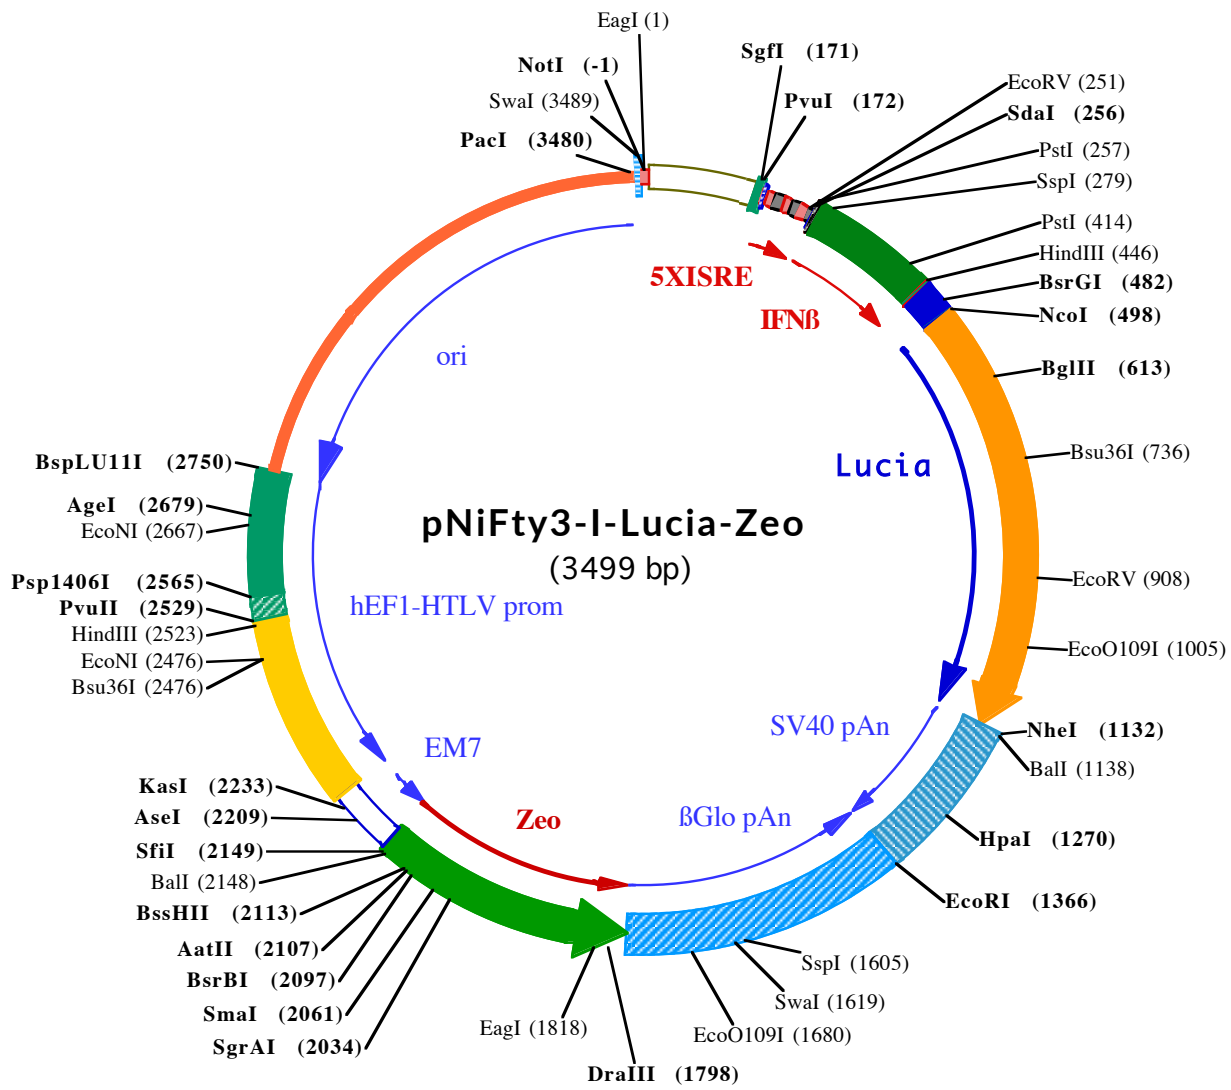 EagI (1)
SgfI (171)
NotI (-1)
SwaI (3489)
PvuI (172)
PacI (3480)
EcoRV (251)
SdaI (256)
PstI (257)
SspI (279)
PstI (414)
HindIII (446)
BsrGI (482)
NcoI (498)
BglII (613)
Bsu36I (736)
EcoRV (908)
EcoO109I (1005)
NheI (1132)
BalI (1138)
HpaI (1270)
EcoRI (1366)
SspI (1605)
SwaI (1619)
EcoO109I (1680)
DraIII (1798)
EagI (1818)
SgrAI (2034)
SmaI (2061)
BsrBI (2097)
AatII (2107)
BssHII (2113)
BalI (2148)
SfiI (2149)
AseI (2209)
KasI (2233)
Bsu36I (2476)
EcoNI (2476)
HindIII (2523)
PvuII (2529)
Psp1406I (2565)
EcoNI (2667)
AgeI (2679)
BspLU11I (2750)
5XISRE
IFNß
ori
Lucia
pNiFty3-I-Lucia-Zeo
(3499 bp)
hEF1-HTLV prom
SV40 pAn
EM7
ßGlo pAn
Zeo